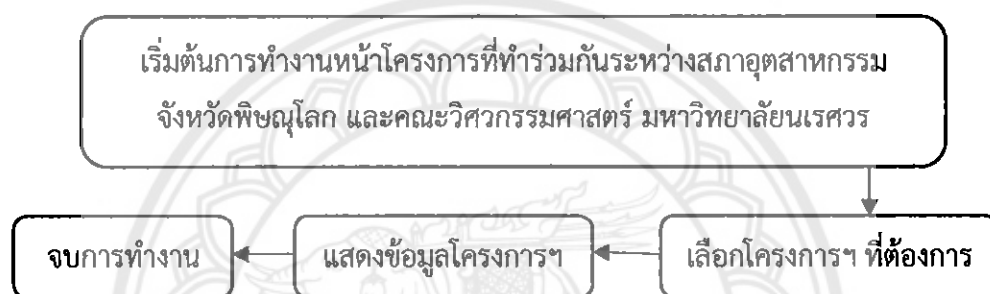 เริ่มต้นการทำงานหน้าโครงการที่ทำร่วมกันระหว่างสภาอุตสาหกรรม
จังหวัดพิษณุโลก และคณะวิศวกรรมศาสตร์ มหาวิทยาลัยนเรศวร
เลือกโครงการฯ ที่ต้องการ
แสดงข้อมูลโครงการฯ
จบการทำงาน